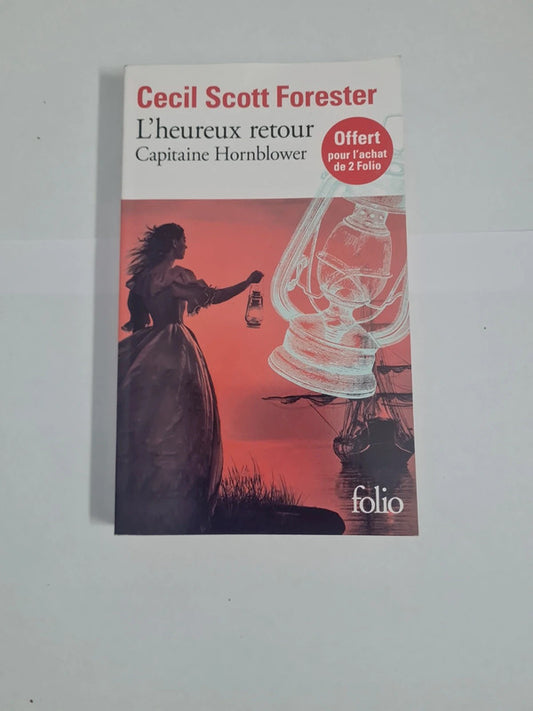 Cecil Scott Forester
L'heureux retour
Capitaine Hornblower
Offert
pour l'achat
de 2 Folio
folio